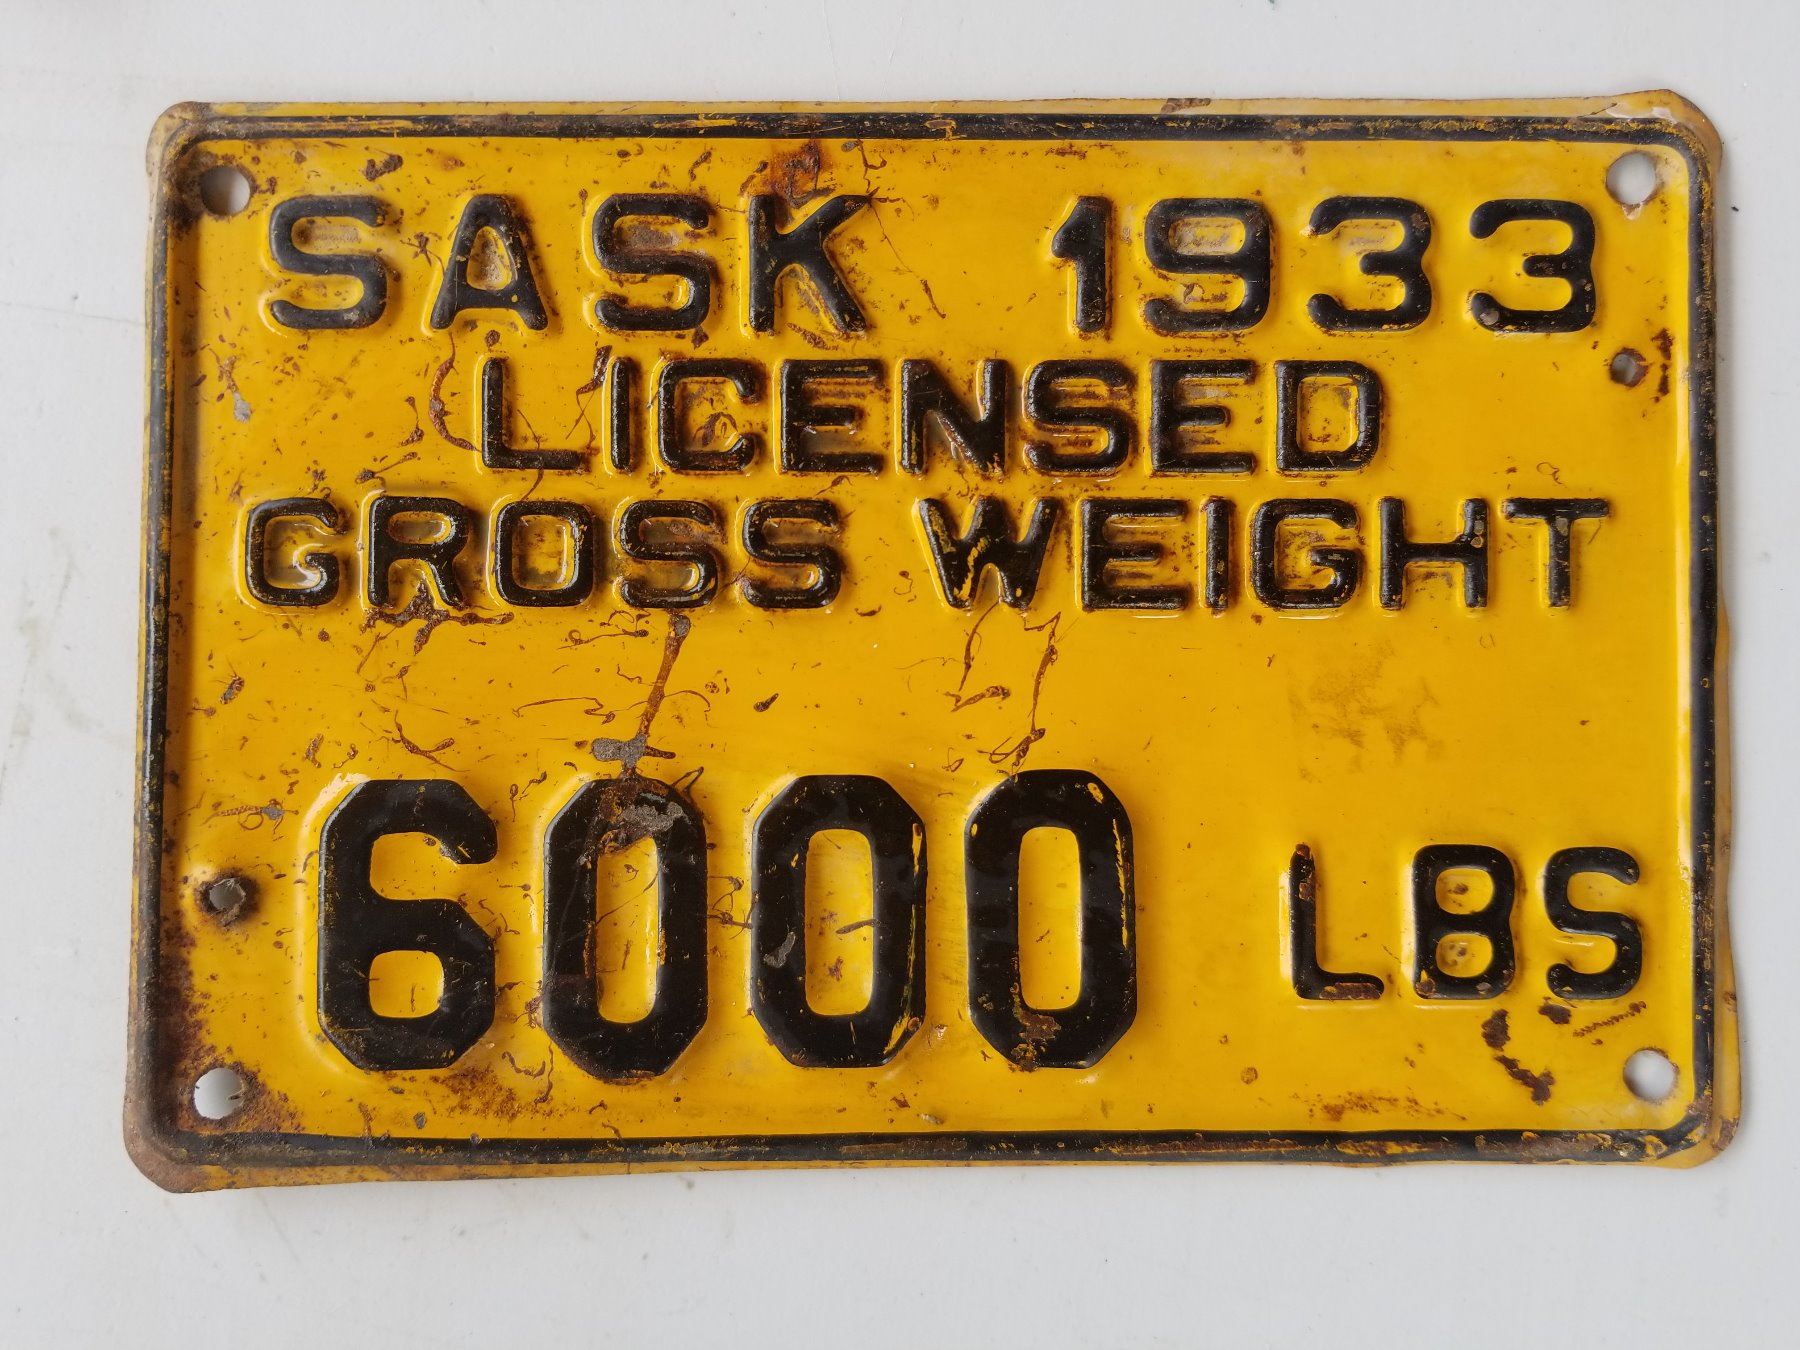 SASK 1933
LICENSED
GROSS WEIGHT
6000 LBS